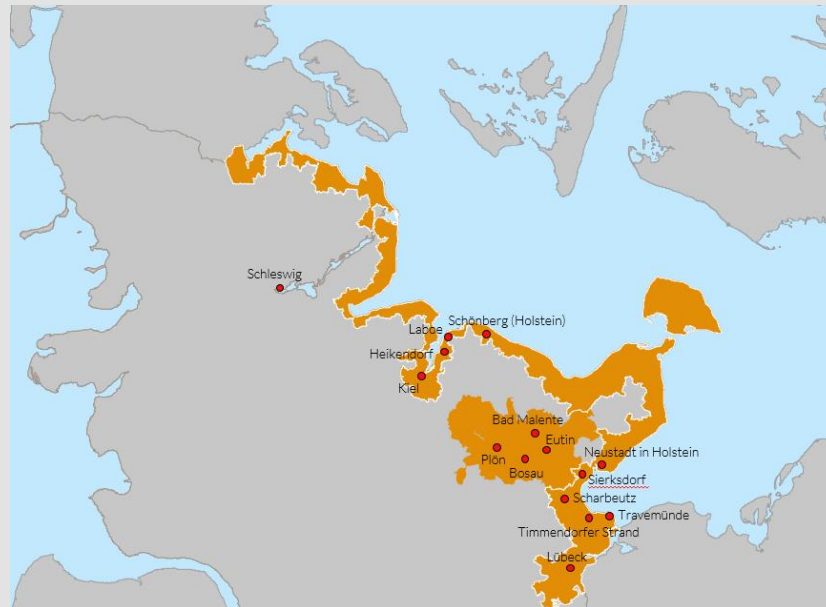 Schleswig
Schönberg (Holstein)
Laboe
Heikendorf
Kiel
Bad Malente
Eutin
Neustadt in Holstein
Plön
Bosau
Sierksdorf
Scharbeutz
Travemünde
Timmendorfer Strand
Lübeck